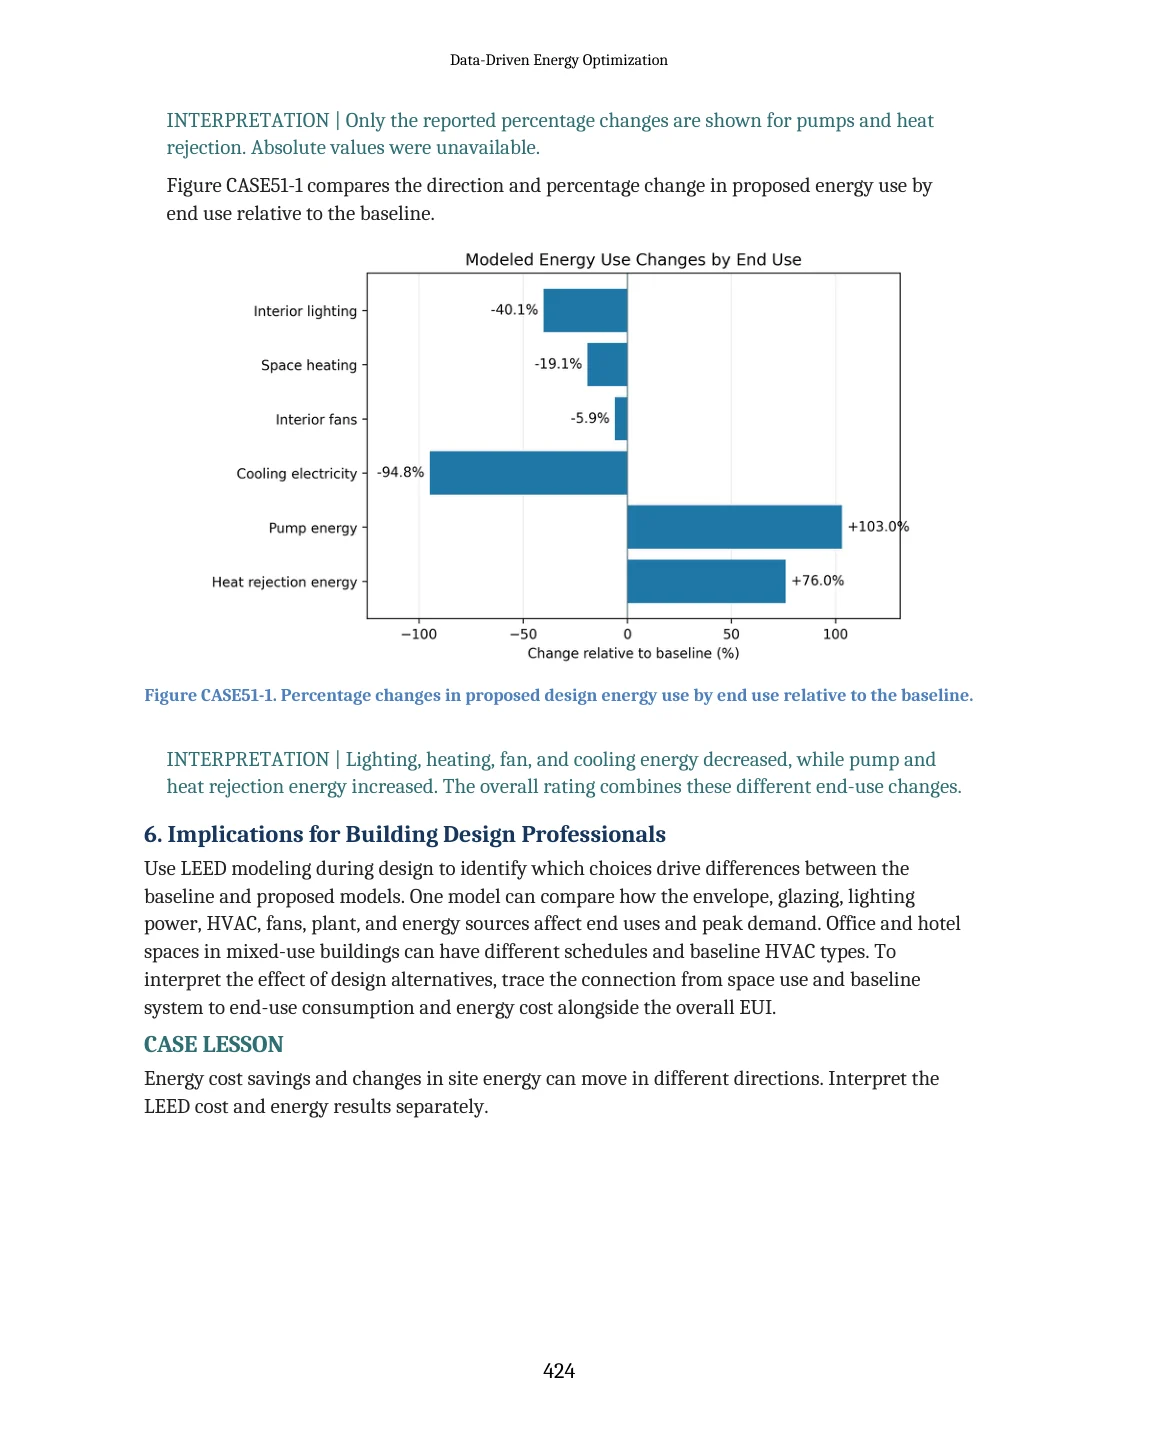 Data-Driven Energy Optimization
INTERPRETATION | Only the reported percentage changes are shown for pumps and heat
rejection. Absolute values were unavailable.
Figure CASE51-1 compares the direction and percentage change in proposed energy use by
end use relative to the baseline.
Modeled Energy Use Changes by End Use
Interior lighting
-40.1%
Space heating
-19.1%
Interior fans
-5.9%
Cooling electricity
-94.8%
Pump energy
+103.0%
Heat rejection energy
+76.0%
−100
−50
0
50
100
Change relative to baseline (%)
Figure CASE51-1. Percentage changes in proposed design energy use by end use relative to the baseline.
INTERPRETATION | Lighting, heating, fan, and cooling energy decreased, while pump and
heat rejection energy increased. The overall rating combines these different end-use changes.
6. Implications for Building Design Professionals
Use LEED modeling during design to identify which choices drive differences between the
baseline and proposed models. One model can compare how the envelope, glazing, lighting
power, HVAC, fans, plant, and energy sources affect end uses and peak demand. Office and hotel
spaces in mixed-use buildings can have different schedules and baseline HVAC types. To
interpret the effect of design alternatives, trace the connection from space use and baseline
system to end-use consumption and energy cost alongside the overall EUI.
CASE LESSON
Energy cost savings and changes in site energy can move in different directions. Interpret the
LEED cost and energy results separately.
424